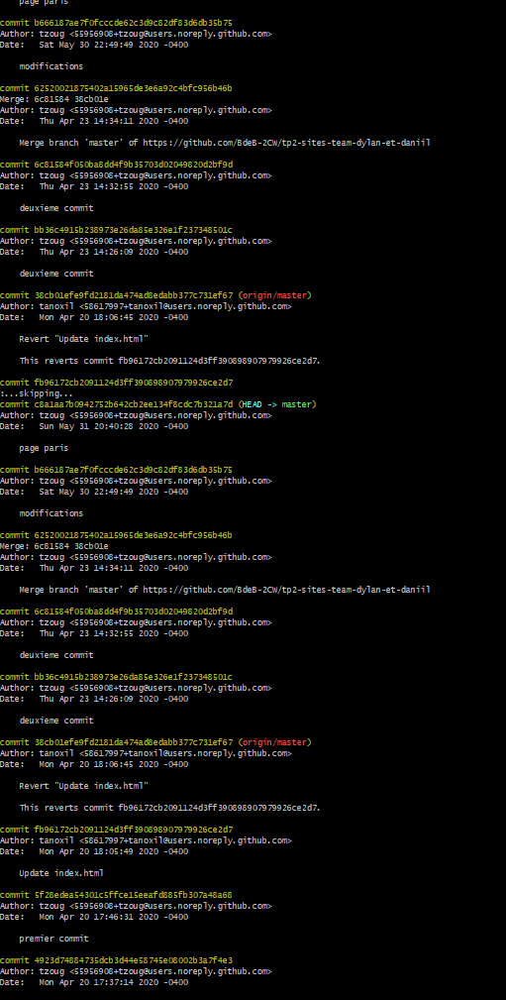 page paris
commit b666187ae7f0fcccde62c3d9c82df83d6db35b75
Author: tzoug <55956908+tzoug@users.noreply.github.com>
Date:   Sat May 30 22:49:49 2020 -0400
modifications
commit 62520021875402a15965de3e6a92c4bfc956b46b
Merge: 6c81584 38cb01e
Author: tzoug <55956908+tzoug@users.noreply.github.com>
Date:   Thu Apr 23 14:34:11 2020 -0400
Merge branch 'master' of https://github.com/BdeB-2CW/tp2-sites-team-dylan-et-daniil
commit 6c81584f050ba8dd4f9b35703d02049820d2bf9d
Author: tzoug <55956908+tzoug@users.noreply.github.com>
Date:   Thu Apr 23 14:32:55 2020 -0400
deuxieme commit
commit bb36c4915b238973e26da85e326e1f237348501c
Author: tzoug <55956908+tzoug@users.noreply.github.com>
Date:   Thu Apr 23 14:26:09 2020 -0400
deuxieme commit
commit 38cb01efe9fd2181da474ad8edabb377c731ef67 (origin/master)
Author: tanoxil <58617997+tanoxil@users.noreply.github.com>
Date:   Mon Apr 20 18:06:45 2020 -0400
Revert "Update index.html"
This reverts commit fb96172cb2091124d3ff390898907979926ce2d7.
commit fb96172cb2091124d3ff390898907979926ce2d7
:...skipping...
commit c8a1aa7b0942752b642cb2ee134f8cdc7b321a7d (HEAD -> master)
Author: tzoug <55956908+tzoug@users.noreply.github.com>
Date:   Sun May 31 20:40:28 2020 -0400
page paris
commit b666187ae7f0fcccde62c3d9c82df83d6db35b75
Author: tzoug <55956908+tzoug@users.noreply.github.com>
Date:   Sat May 30 22:49:49 2020 -0400
modifications
commit 62520021875402a15965de3e6a92c4bfc956b46b
Merge: 6c81584 38cb01e
Author: tzoug <55956908+tzoug@users.noreply.github.com>
Date:   Thu Apr 23 14:34:11 2020 -0400
Merge branch 'master' of https://github.com/BdeB-2CW/tp2-sites-team-dylan-et-daniil
commit 6c81584f050ba8dd4f9b35703d02049820d2bf9d
Author: tzoug <55956908+tzoug@users.noreply.github.com>
Date:   Thu Apr 23 14:32:55 2020 -0400
deuxieme commit
commit bb36c4915b238973e26da85e326e1f237348501c
Author: tzoug <55956908+tzoug@users.noreply.github.com>
Date:   Thu Apr 23 14:26:09 2020 -0400
deuxieme commit
commit 38cb01efe9fd2181da474ad8edabb377c731ef67 (origin/master)
Author: tanoxil <58617997+tanoxil@users.noreply.github.com>
Date:   Mon Apr 20 18:06:45 2020 -0400
Revert "Update index.html"
This reverts commit fb96172cb2091124d3ff390898907979926ce2d7.
commit fb96172cb2091124d3ff390898907979926ce2d7
Author: tanoxil <58617997+tanoxil@users.noreply.github.com>
Date:   Mon Apr 20 18:05:49 2020 -0400
Update index.html
commit 5f28edea54301c5ffce15eeafd885fb307a48a68
Author: tzoug <55956908+tzoug@users.noreply.github.com>
Date:   Mon Apr 20 17:46:31 2020 -0400
premier commit
commit 4923d74884735dcb3d44e58745e08002b3a7f4e3
Author: tzoug <55956908+tzoug@users.noreply.github.com>
Date:   Mon Apr 20 17:37:14 2020 -0400